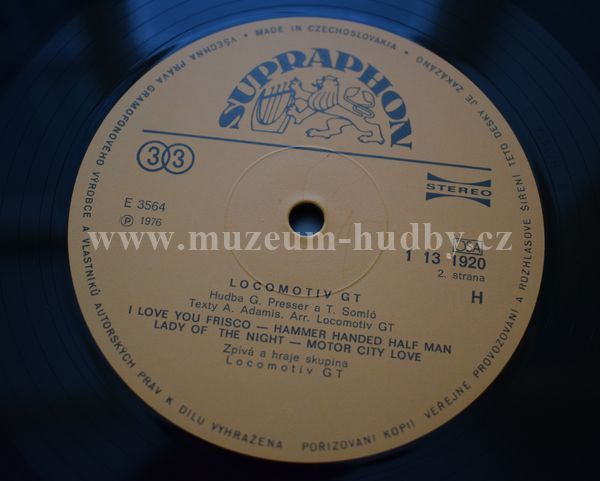 VŠECHNA PRÁVA GRAMOFONOVÉHO VÝROBCE A VLASTNÍKŮ AUTORSKÝCH PRÁV K DÍLU VYHRAŽENA
POŘIZOVÁNÍ KOPIÍ VEŘEJNÉ PROVOZOVÁNÍ A ROZHLASOVÉ ŠÍŘENÍ TÉTO DESKY JE ZAKÁZÁNO
MADE IN CZECHOSLOVAKIA
SUPRAPHON
33
STEREO
E 3564
Ⓟ 1976
www.muzeum-hudby.cz
OSA
1 13 1920
2. strana
H
LOCOMOTIV GT
Hudba G. Presser a T. Somló
Texty A. Adamis, Arr. Locomotiv GT
I LOVE YOU FRISCO — HAMMER HANDED HALF MAN
LADY OF THE NIGHT — MOTOR CITY LOVE
Zpívá a hraje skupina
Locomotiv GT